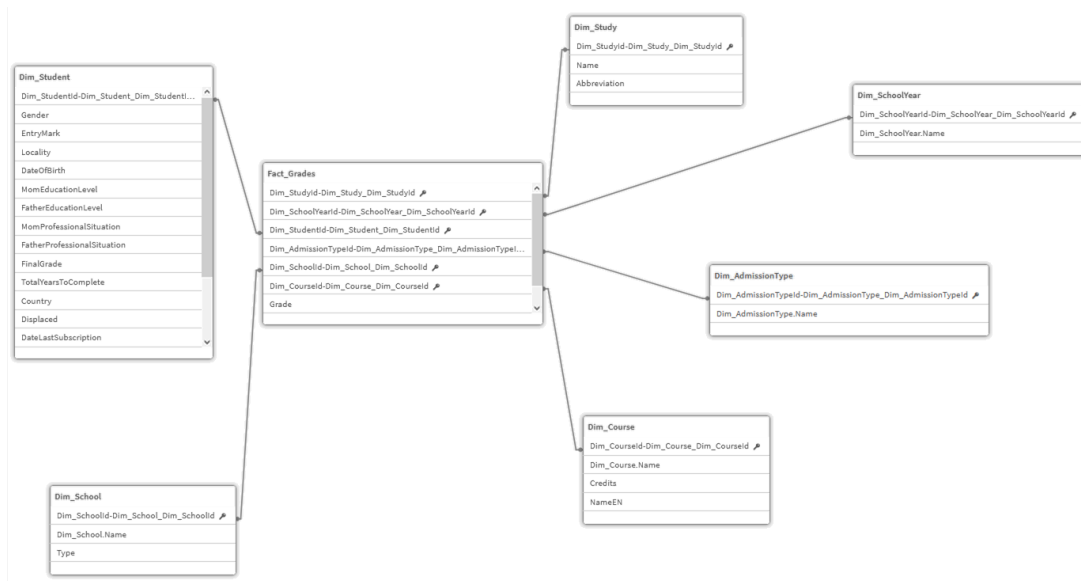 Dim_Student
Dim_StudentId-Dim_Student_Dim_StudentI...
Gender
EntryMark
Locality
DateOfBirth
MomEducationLevel
FatherEducationLevel
MomProfessionalSituation
FatherProfessionalSituation
FinalGrade
TotalYearsToComplete
Country
Displaced
DateLastSubscription
Fact_Grades
Dim_StudyId-Dim_Study_Dim_StudyId
Dim_SchoolYearId-Dim_SchoolYear_Dim_SchoolYearId
Dim_StudentId-Dim_Student_Dim_StudentId
Dim_AdmissionTypeId-Dim_AdmissionType_Dim_AdmissionTypeI...
Dim_SchoolId-Dim_School_Dim_SchoolId
Dim_CourseId-Dim_Course_Dim_CourseId
Grade
Dim_Study
Dim_StudyId-Dim_Study_Dim_StudyId
Name
Abbreviation
Dim_SchoolYear
Dim_SchoolYearId-Dim_SchoolYear_Dim_SchoolYearId
Dim_SchoolYear.Name
Dim_AdmissionType
Dim_AdmissionTypeId-Dim_AdmissionType_Dim_AdmissionTypeId
Dim_AdmissionType.Name
Dim_Course
Dim_CourseId-Dim_Course_Dim_CourseId
Dim_Course.Name
Credits
NameEN
Dim_School
Dim_SchoolId-Dim_School_Dim_SchoolId
Dim_School.Name
Type